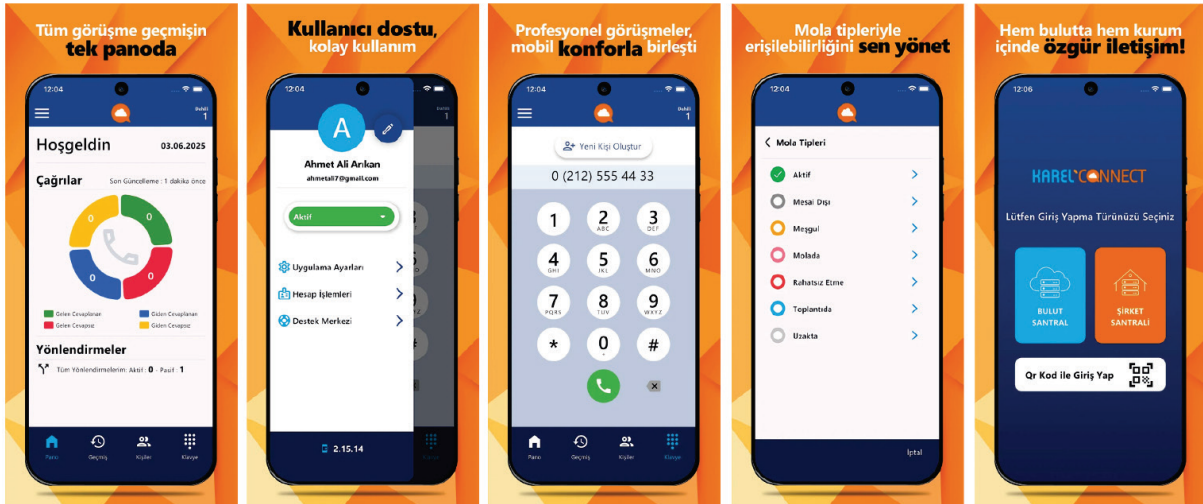 Tüm görüşme geçmişin
tek panoda
12:04
Dahili
1
Hoşgeldin
03.06.2025
Çağrılar
Son Güncelleme : 1 dakika önce
0
0
0
0
Gelen Cevaplanan
Giden Cevaplanan
Gelen Cevapsız
Giden Cevapsız
Yönlendirmeler
Tüm Yönlendirmelerim: Aktif : 0 - Pasif : 1
Pano
Geçmiş
Kişiler
Klavye
Kullanıcı dostu,
kolay kullanım
12:04
Dahili
1
A
Ahmet Ali Arıkan
ahmetali7@gmail.com
Aktif
Uygulama Ayarları
Hesap İşlemleri
Destek Merkezi
2.15.14
Klavye
Profesyonel görüşmeler,
mobil konforla birleşti
12:04
Dahili
1
Yeni Kişi Oluştur
0 (212) 555 44 33
1 2 3
ABC DEF
4 5 6
GHI JKL MNO
7 8 9
PQRS TUV WXYZ
* 0 #
Pano
Geçmiş
Kişiler
Klavye
Mola tipleriyle
erişilebilirliğini sen yönet
12:04
Mola Tipleri
Aktif
Mesai Dışı
Meşgul
Molada
Rahatsız Etme
Toplantıda
Uzakta
İptal
Hem bulutta hem kurum
içinde özgür iletişim!
12:06
KAREL CONNECT
Lütfen Giriş Yapma Türünüzü Seçiniz
BULUT
SANTRAL
ŞİRKET
SANTRALİ
Qr Kod ile Giriş Yap